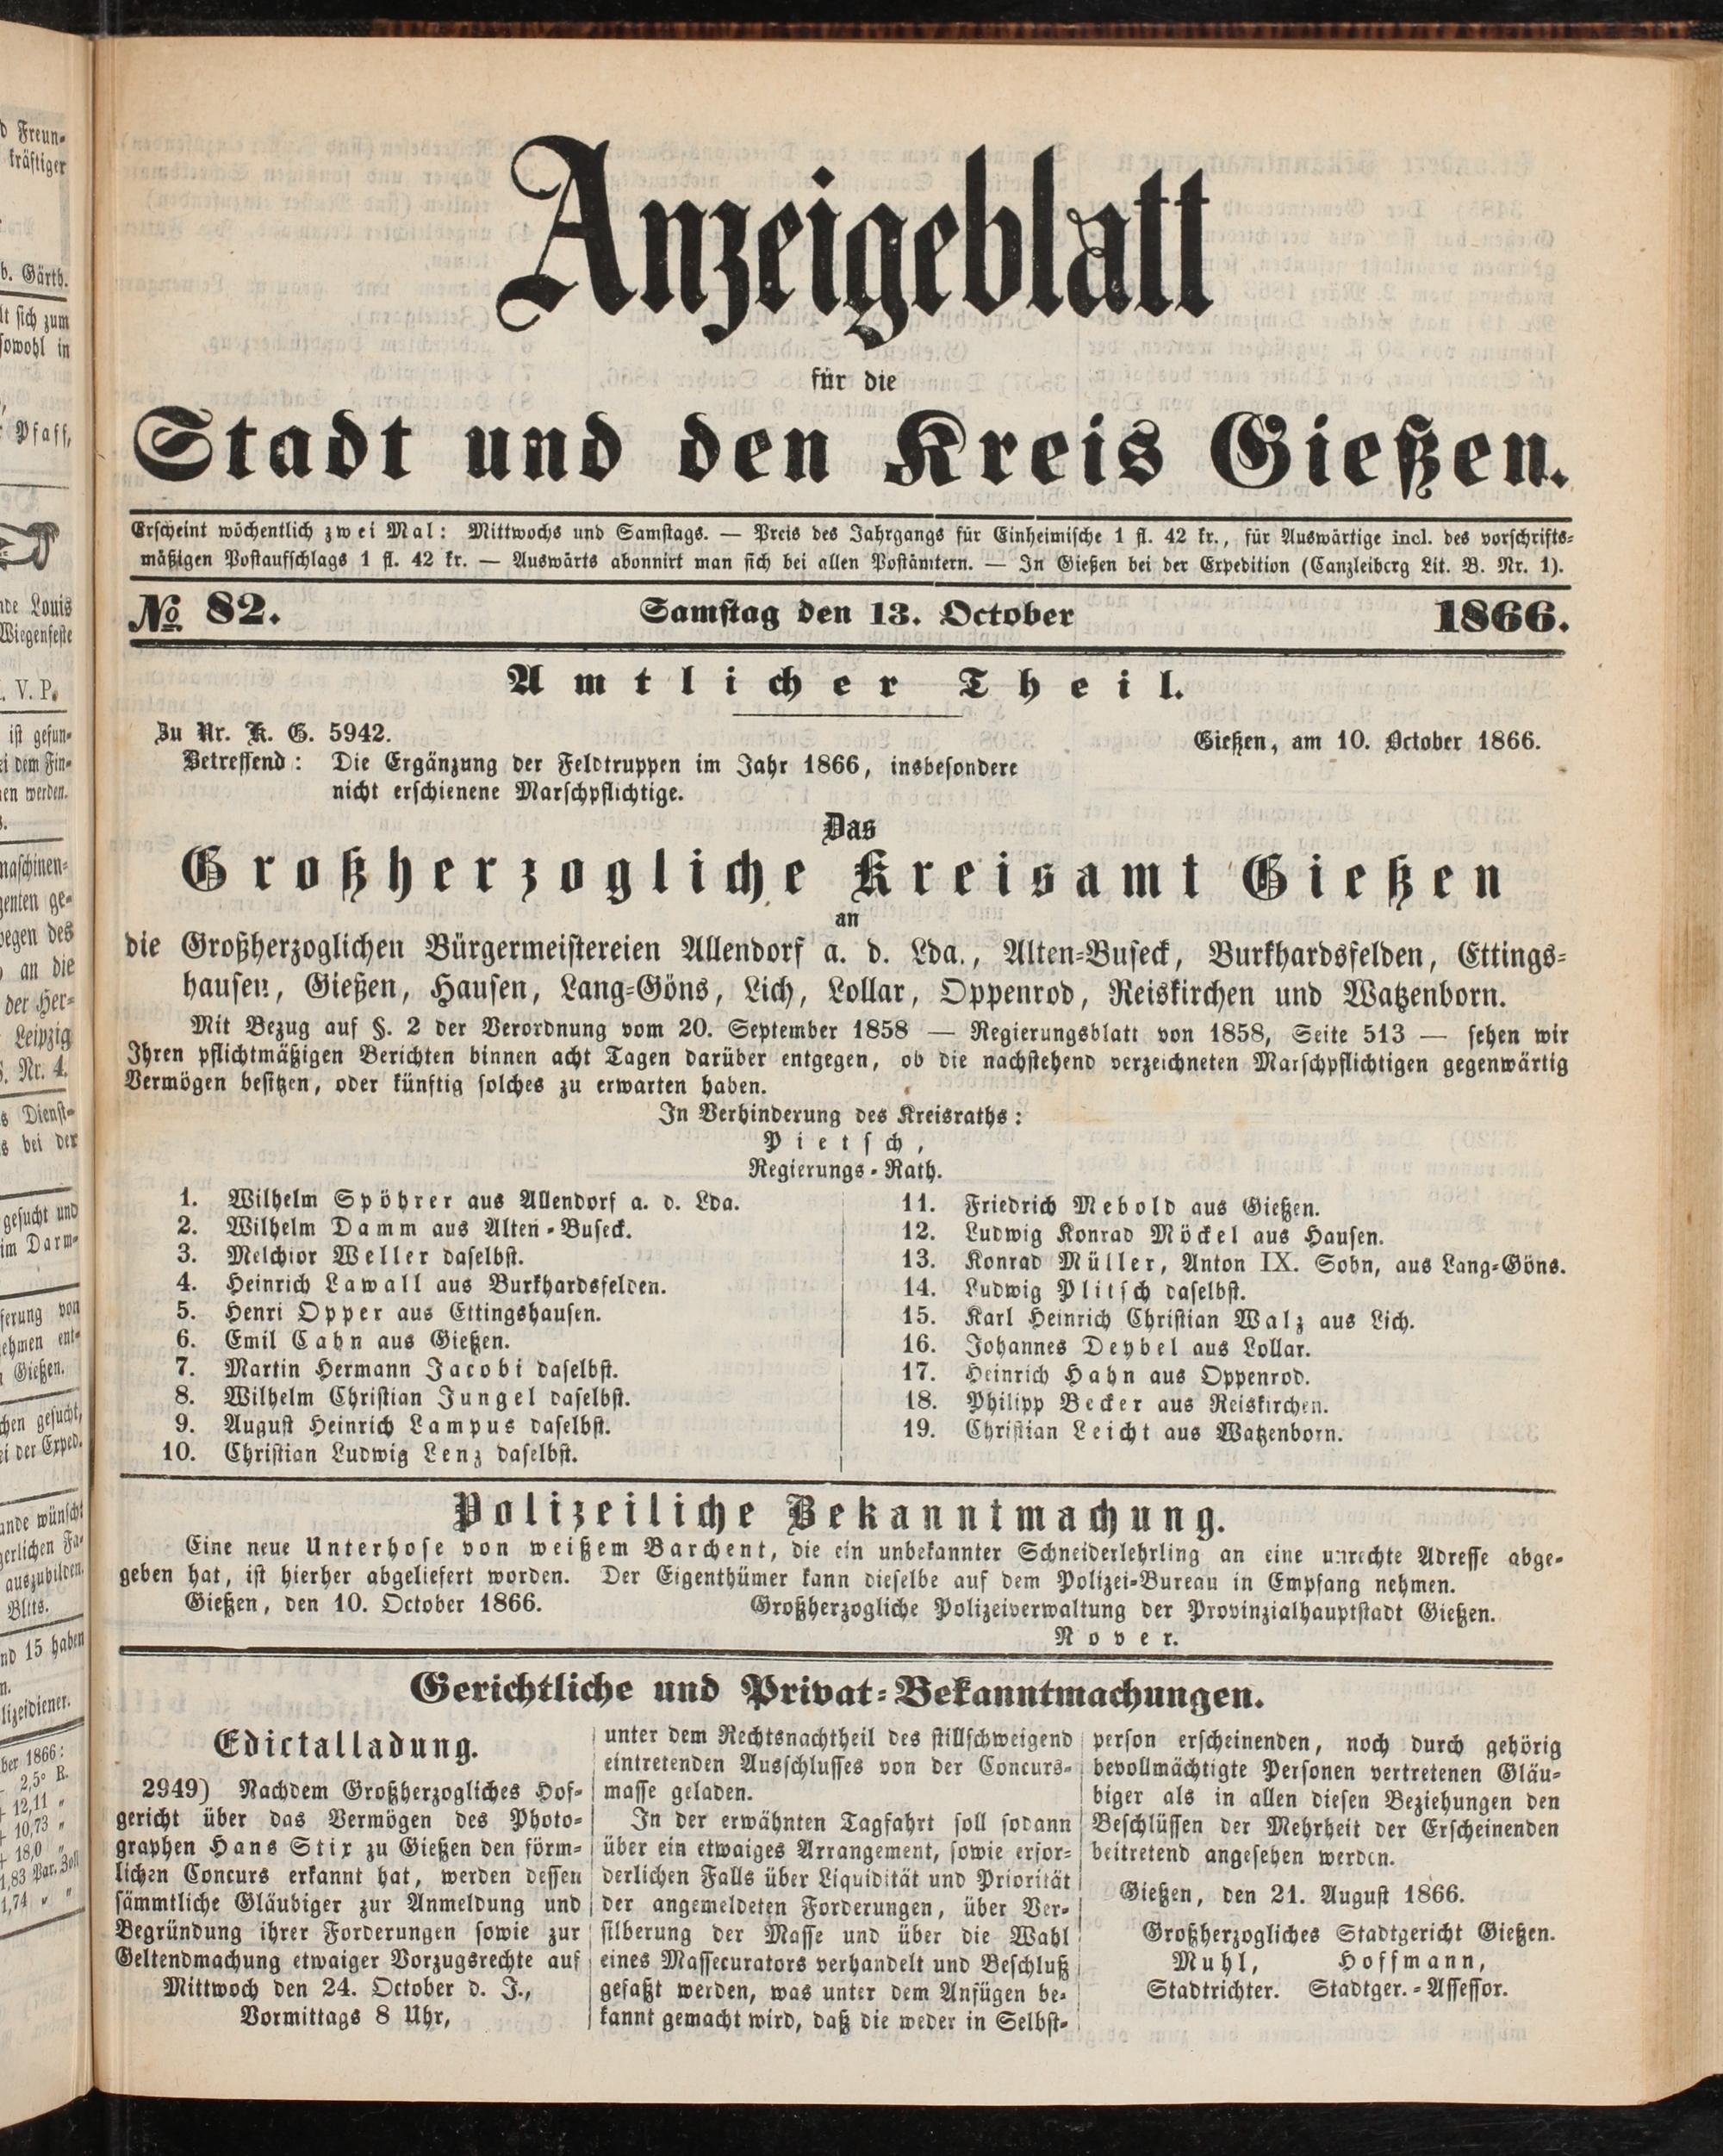 Anzeigeblatt
für die
Stadt und den Kreis Gießen.
Erscheint wöchentlich zwei Mal: Mittwochs und Samstags. — Preis des Jahrgangs für Einheimische 1 fl. 42 kr., für Auswärtige incl. des vorschrifts-
mäßigen Postaufschlags 1 fl. 42 kr. — Auswärts abonnirt man sich bei allen Postämtern. — In Gießen bei der Expedition (Canzleiberg Lit. B. Nr. 1).
№ 82. Samstag den 13. October 1866.
Amtlicher Theil.
Zu Nr. K. G. 5942. Gießen, am 10. October 1866.
Betreffend: Die Ergänzung der Feldtruppen im Jahr 1866, insbesondere
nicht erschienene Marschpflichtige.
Das
Großherzogliche Kreisamt Gießen
an
die Großherzoglichen Bürgermeistereien Allendorf a. d. Lda., Alten-Buseck, Burkhardsfelden, Ettings-
hausen, Gießen, Hausen, Lang-Göns, Lich, Lollar, Oppenrod, Reiskirchen und Watzenborn.
Mit Bezug auf §. 2 der Verordnung vom 20. September 1858 — Regierungsblatt von 1858, Seite 513 — sehen wir
Ihren pflichtmäßigen Berichten binnen acht Tagen darüber entgegen, ob die nachstehend verzeichneten Marschpflichtigen gegenwärtig
Vermögen besitzen, oder künftig solches zu erwarten haben.
In Verhinderung des Kreisraths:
Pietsch,
Regierungs-Rath.
1. Wilhelm Spöhrer aus Allendorf a. d. Lda.
2. Wilhelm Damm aus Alten-Buseck.
3. Melchior Weller daselbst.
4. Heinrich Lawall aus Burkhardsfelden.
5. Henri Opper aus Ettingshausen.
6. Emil Cahn aus Gießen.
7. Martin Hermann Jacobi daselbst.
8. Wilhelm Christian Jungel daselbst.
9. August Heinrich Lampus daselbst.
10. Christian Ludwig Lenz daselbst.
11. Friedrich Mebold aus Gießen.
12. Ludwig Konrad Möckel aus Hausen.
13. Konrad Müller, Anton IX. Sohn, aus Lang-Göns.
14. Ludwig Plitsch daselbst.
15. Karl Heinrich Christian Walz aus Lich.
16. Johannes Deybel aus Lollar.
17. Heinrich Hahn aus Oppenrod.
18. Philipp Becker aus Reiskirchen.
19. Christian Leicht aus Watzenborn.
Polizeiliche Bekanntmachung.
Eine neue Unterhose von weißem Barchent, die ein unbekannter Schneiderlehrling an eine unrechte Adresse abge-
geben hat, ist hierher abgeliefert worden. Der Eigenthümer kann dieselbe auf dem Polizei-Bureau in Empfang nehmen.
Gießen, den 10. October 1866. Großherzogliche Polizeiverwaltung der Provinzialhauptstadt Gießen.
Nover.
Gerichtliche und Privat-Bekanntmachungen.
Edictalladung.
2949) Nachdem Großherzogliches Hof-
gericht über das Vermögen des Photo-
graphen Hans Stix zu Gießen den förm-
lichen Concurs erkannt hat, werden dessen
sämmtliche Gläubiger zur Anmeldung und
Begründung ihrer Forderungen sowie zur
Geltendmachung etwaiger Vorzugsrechte auf
Mittwoch den 24. October d. J.,
Vormittags 8 Uhr,
unter dem Rechtsnachtheil des stillschweigend
eintretenden Ausschlusses von der Concurs-
masse geladen.
In der erwähnten Tagfahrt soll sodann
über ein etwaiges Arrangement, sowie erfor-
derlichen Falls über Liquidität und Priorität
der angemeldeten Forderungen, über Ver-
silberung der Masse und über die Wahl
eines Massecurators verhandelt und Beschluß
gefaßt werden, was unter dem Anfügen be-
kannt gemacht wird, daß die weder in Selbst-
person erscheinenden, noch durch gehörig
bevollmächtigte Personen vertretenen Gläu-
biger als in allen diesen Beziehungen den
Beschlüssen der Mehrheit der Erscheinenden
beitretend angesehen werden.
Gießen, den 21. August 1866.
Großherzogliches Stadtgericht Gießen.
Muhl, Hoffmann,
Stadtrichter. Stadtger.-Assessor.